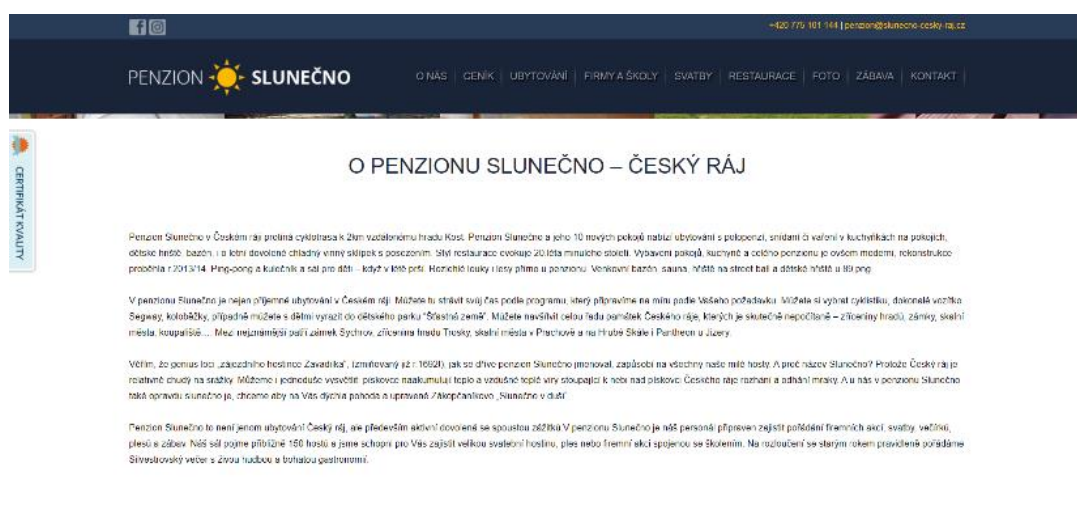 +420 775 101 144 | penzion@slunecno-cesky-raj.cz
PENZION SLUNEČNO
O NÁS | CENÍK | UBYTOVÁNÍ | FIRMY A ŠKOLY | SVATBY | RESTAURACE | FOTO | ZÁBAVA | KONTAKT |
CERTIFIKÁT KVALITY
O PENZIONU SLUNEČNO – ČESKÝ RÁJ
Penzion Slunečno v Českém ráji protíná cyklotrasa k 2km vzdálenému hradu Kost. Penzion Slunečno a jeho 10 nových pokojů nabízí ubytování s polopenzí, snídaní či vaření v kuchyňkách na pokojích,
dětské hřiště, bazén, i o letní dovolené chladný vinný sklípek s posezením. Styl restaurace evokuje 20.léta minulého století. Vybavení pokojů, kuchyně a celého penzionu je ovšem moderní, rekonstrukce
proběhla r.2013/14. Ping-pong a kulečník a sál pro děti – když v létě prší. Rozlehlé louky i lesy přímo u penzionu. Venkovní bazén, sauna, hřiště na street ball a dětské hřiště u 99.png
V penzionu Slunečno je nejen příjemné ubytování v Českém ráji. Můžete tu strávit svůj čas podle programu, který připravíme na míru podle Vašeho požadavku. Můžete si vybrat cyklistiku, dokonalé vozítko
Segway, koloběžky, případně můžete s dětmi vyrazit do dětského parku "Šťastná země". Můžete navšívit celou řadu památek Českého ráje, kterých je skutečně nepočítaně – zříceniny hradů, zámky, skalní
města, koupaliště… Mezi nejznámější patří zámek Sychrov, zřícenina hradu Trosky, skalní města v Prachově a na Hrubé Skále i Pantheon u Jizery.
Věřím, že genius loci „zájezdního hostince Zavadilka", (zmiňovaný již r.1692!), jak se dříve penzion Slunečno jmenoval, zapůsobí na všechny naše milé hosty. A proč název Slunečno? Protože Český ráj je
relativně chudý na srážky. Můžeme i jednoduše vysvětlit: pískovce naakumulují teplo a vzdušné teplé víry stoupající k nebi nad pískovci Českého ráje rozhání a odhání mraky. A u nás v penzionu Slunečno
také opravdu slunečno je, chceme aby na Vás dýchla pohoda a upravené Zákopčaníkovo „Slunečno v duši"
Penzion Slunečno to není jenom ubytování Český ráj, ale především aktivní dovolené se spoustou zážitků V penzionu Slunečno je náš personál připraven zajistit pořádání firemních akcí, svatby, večírků,
plesů a zábav. Náš sál pojme přibližně 150 hostů a jsme schopni pro Vás zajistit velikou svatební hostinu, ples nebo firemní akci spojenou se školením. Na rozloučení se starým rokem pravidleně pořádáme
Silvestrovský večer s živou hudbou a bohatou gastronomií.